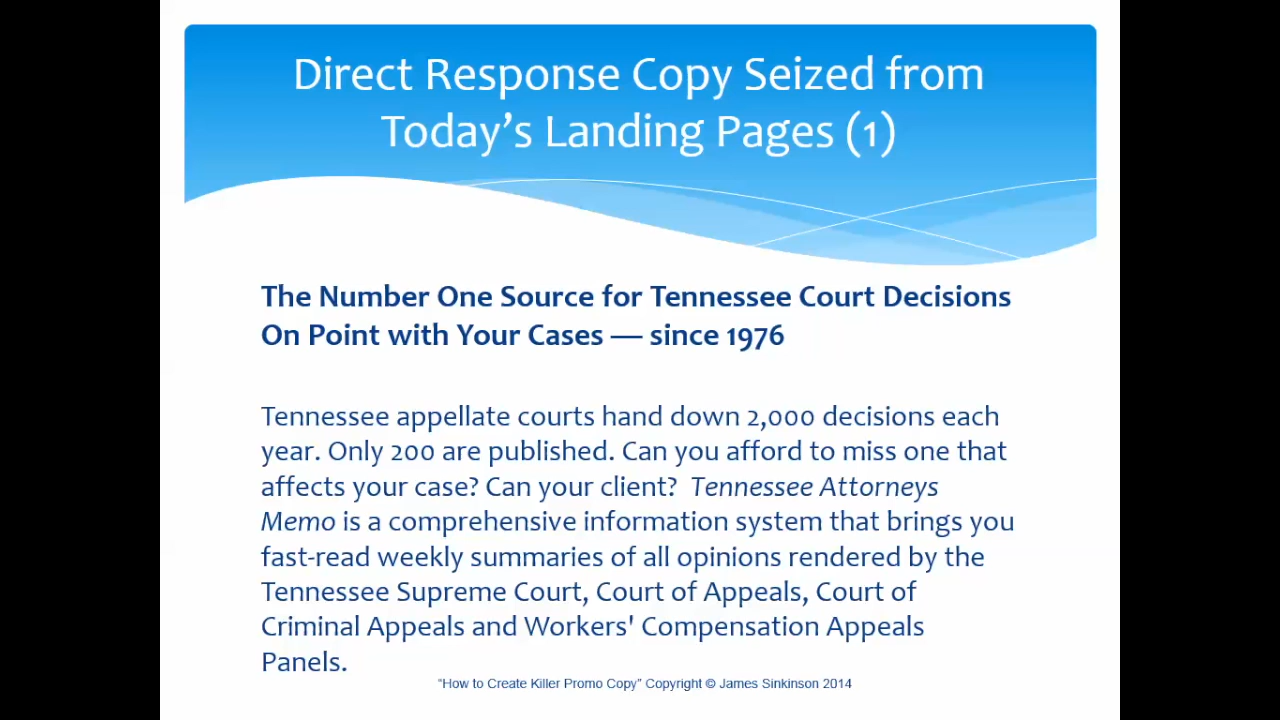 Direct Response Copy Seized from
Today’s Landing Pages (1)
The Number One Source for Tennessee Court Decisions
On Point with Your Cases — since 1976
Tennessee appellate courts hand down 2,000 decisions each
year. Only 200 are published. Can you afford to miss one that
affects your case? Can your client?  Tennessee Attorneys
Memo is a comprehensive information system that brings you
fast-read weekly summaries of all opinions rendered by the
Tennessee Supreme Court, Court of Appeals, Court of
Criminal Appeals and Workers' Compensation Appeals
Panels.
“How to Create Killer Promo Copy” Copyright © James Sinkinson 2014